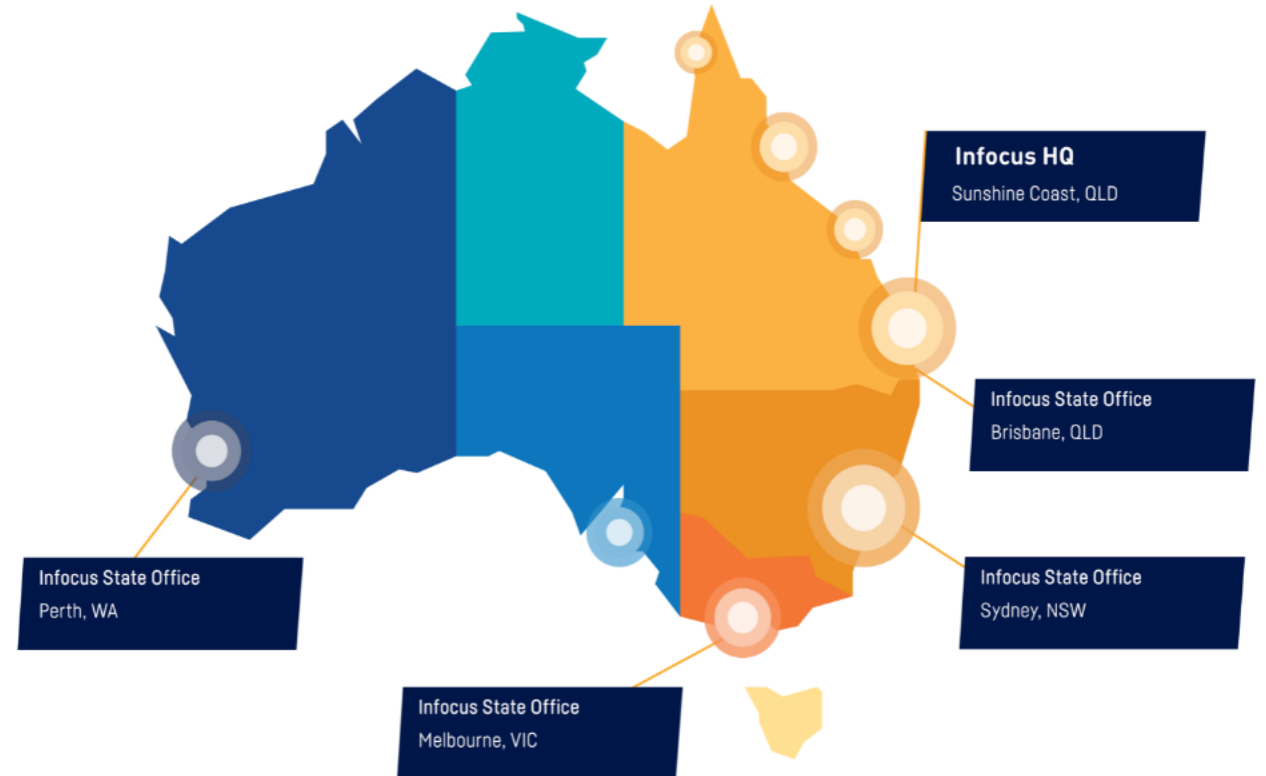 Infocus HQ
Sunshine Coast, QLD
Infocus State Office
Brisbane, QLD
Infocus State Office
Perth, WA
Infocus State Office
Sydney, NSW
Infocus State Office
Melbourne, VIC